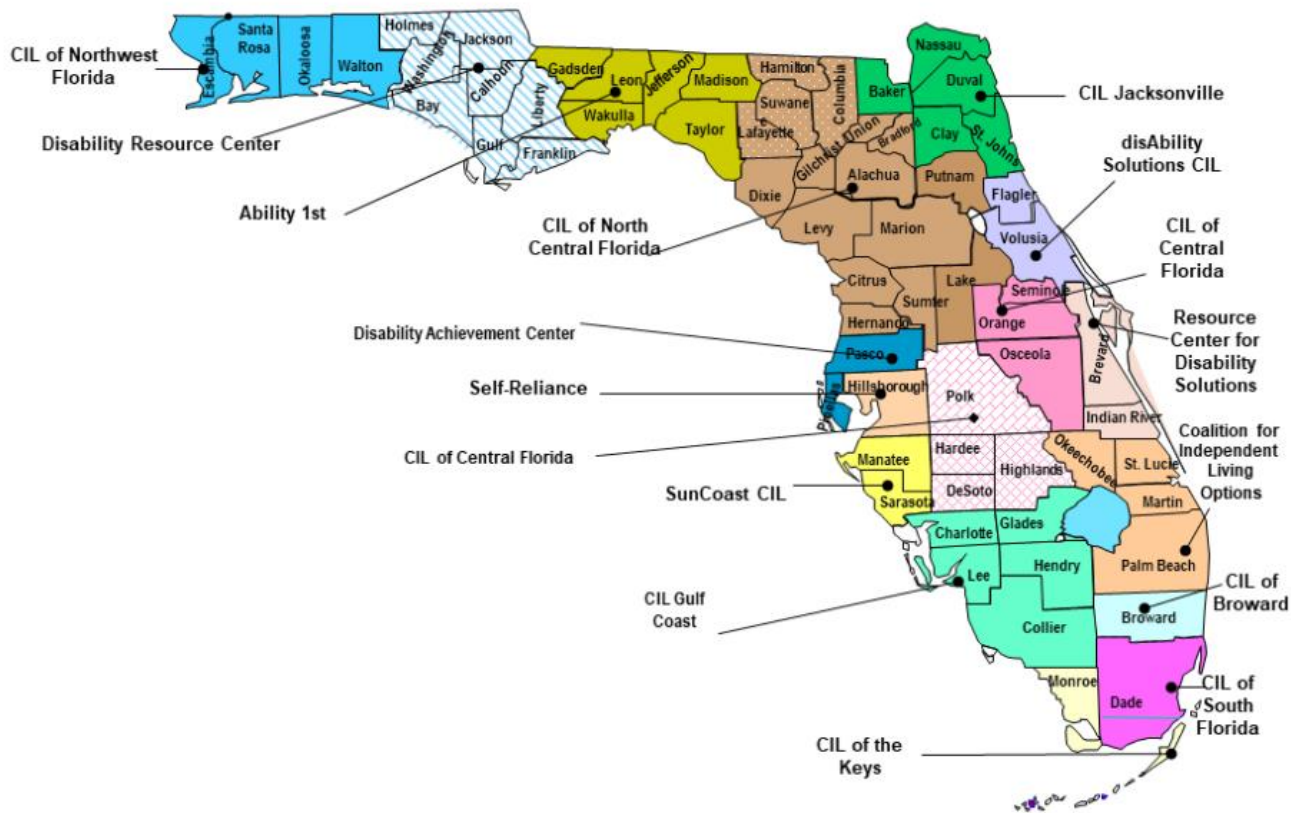 CIL of Northwest
Florida
Disability Resource Center
Ability 1st
CIL of North
Central Florida
Disability Achievement Center
Self-Reliance
CIL of Central Florida
SunCoast CIL
CIL Gulf
Coast
CIL of the
Keys
CIL Jacksonville
disAbility
Solutions CIL
CIL of
Central
Florida
Resource
Center for
Disability
Solutions
Coalition for
Independent
Living
Options
CIL of
Broward
CIL of
South
Florida
Escambia
Santa
Rosa
Okaloosa
Walton
Holmes
Washington
Jackson
Bay
Calhoun
Gulf
Liberty
Franklin
Gadsden
Leon
Wakulla
Jefferson
Madison
Taylor
Hamilton
Suwane
e
Lafayette
Columbia
Baker
Nassau
Duval
Clay
St. Johns
Union
Bradford
Gilchrist
Alachua
Putnam
Dixie
Levy
Marion
Flagler
Volusia
Citrus
Sumter
Lake
Hernando
Seminole
Orange
Osceola
Brevard
Pasco
Pinellas
Hillsborough
Polk
Indian River
Manatee
Hardee
Highlands
Okeechobee
St. Lucie
Sarasota
DeSoto
Martin
Charlotte
Glades
Lee
Hendry
Palm Beach
Collier
Broward
Monroe
Dade